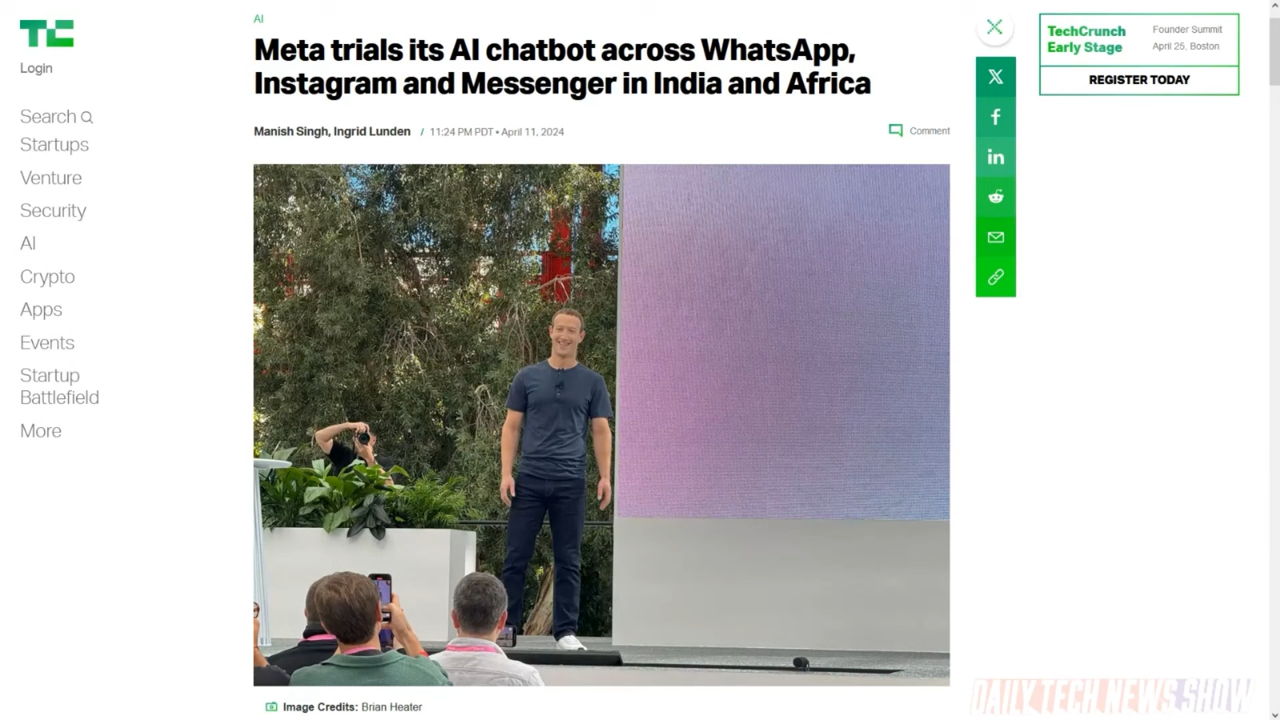 TC
Login
Search
Startups
Venture
Security
AI
Crypto
Apps
Events
Startup
Battlefield
More
AI
Meta trials its AI chatbot across WhatsApp,
Instagram and Messenger in India and Africa
Manish Singh, Ingrid Lunden / 11:24 PM PDT • April 11, 2024
Comment
Image Credits: Brian Heater
X
f
in
TechCrunch
Early Stage
Founder Summit
April 25, Boston
REGISTER TODAY
DAILY TECH NEWS SHOW